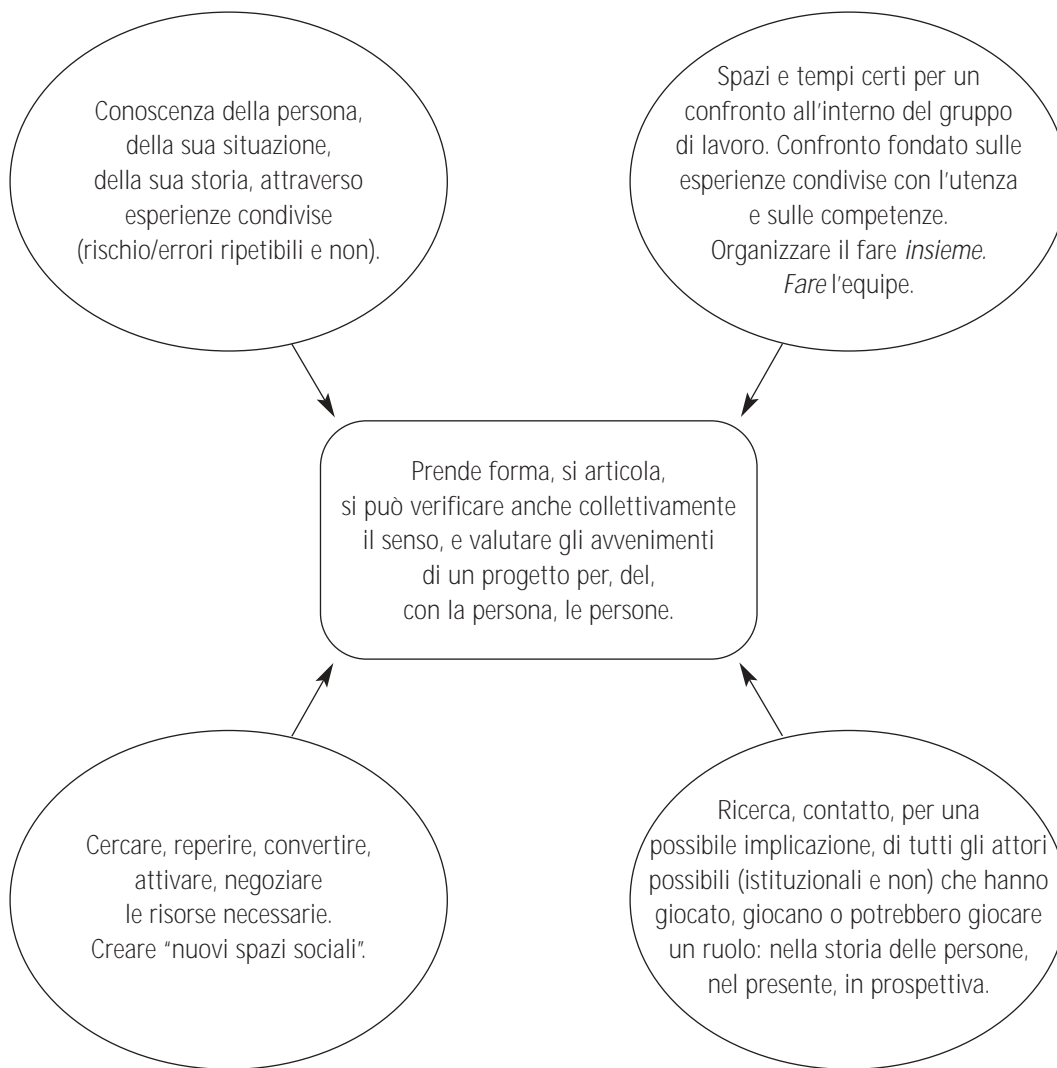 Conoscenza della persona,
della sua situazione,
della sua storia, attraverso
esperienze condivise
(rischio/errori ripetibili e non).
Spazi e tempi certi per un
confronto all'interno del gruppo
di lavoro. Confronto fondato sulle
esperienze condivise con l'utenza
e sulle competenze.
Organizzare il fare insieme.
Fare l'equipe.
Prende forma, si articola,
si può verificare anche collettivamente
il senso, e valutare gli avvenimenti
di un progetto per, del,
con la persona, le persone.
Cercare, reperire, convertire,
attivare, negoziare
le risorse necessarie.
Creare “nuovi spazi sociali”.
Ricerca, contatto, per una
possibile implicazione, di tutti gli attori
possibili (istituzionali e non) che hanno
giocato, giocano o potrebbero giocare
un ruolo: nella storia delle persone,
nel presente, in prospettiva.